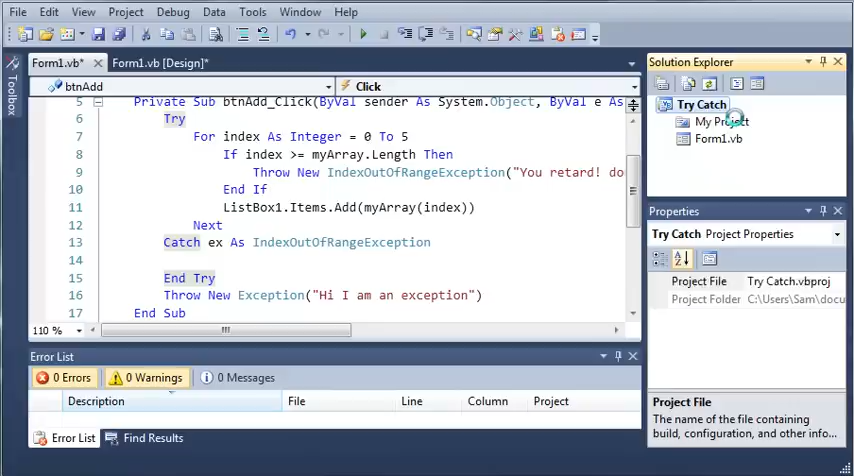 File Edit View Project Debug Data Tools Window Help
Form1.vb*
Form1.vb [Design]*
Toolbox
btnAdd
Click
5 Private Sub btnAdd_Click(ByVal sender As System.Object, ByVal e As
6 Try
7 For index As Integer = 0 To 5
8 If index >= myArray.Length Then
9 Throw New IndexOutOfRangeException("You retard! do
10 End If
11 ListBox1.Items.Add(myArray(index))
12 Next
13 Catch ex As IndexOutOfRangeException
14
15 End Try
16 Throw New Exception("Hi I am an exception")
17 End Sub
110 %
Error List
0 Errors
0 Warnings
0 Messages
Description File Line Column Project
Error List
Find Results
Solution Explorer
Try Catch
My Project
Form1.vb
Properties
Try Catch Project Properties
Project File Try Catch.vbproj
Project Folder C:\Users\Sam\docu
Project File
The name of the file containing
build, configuration, and other info...